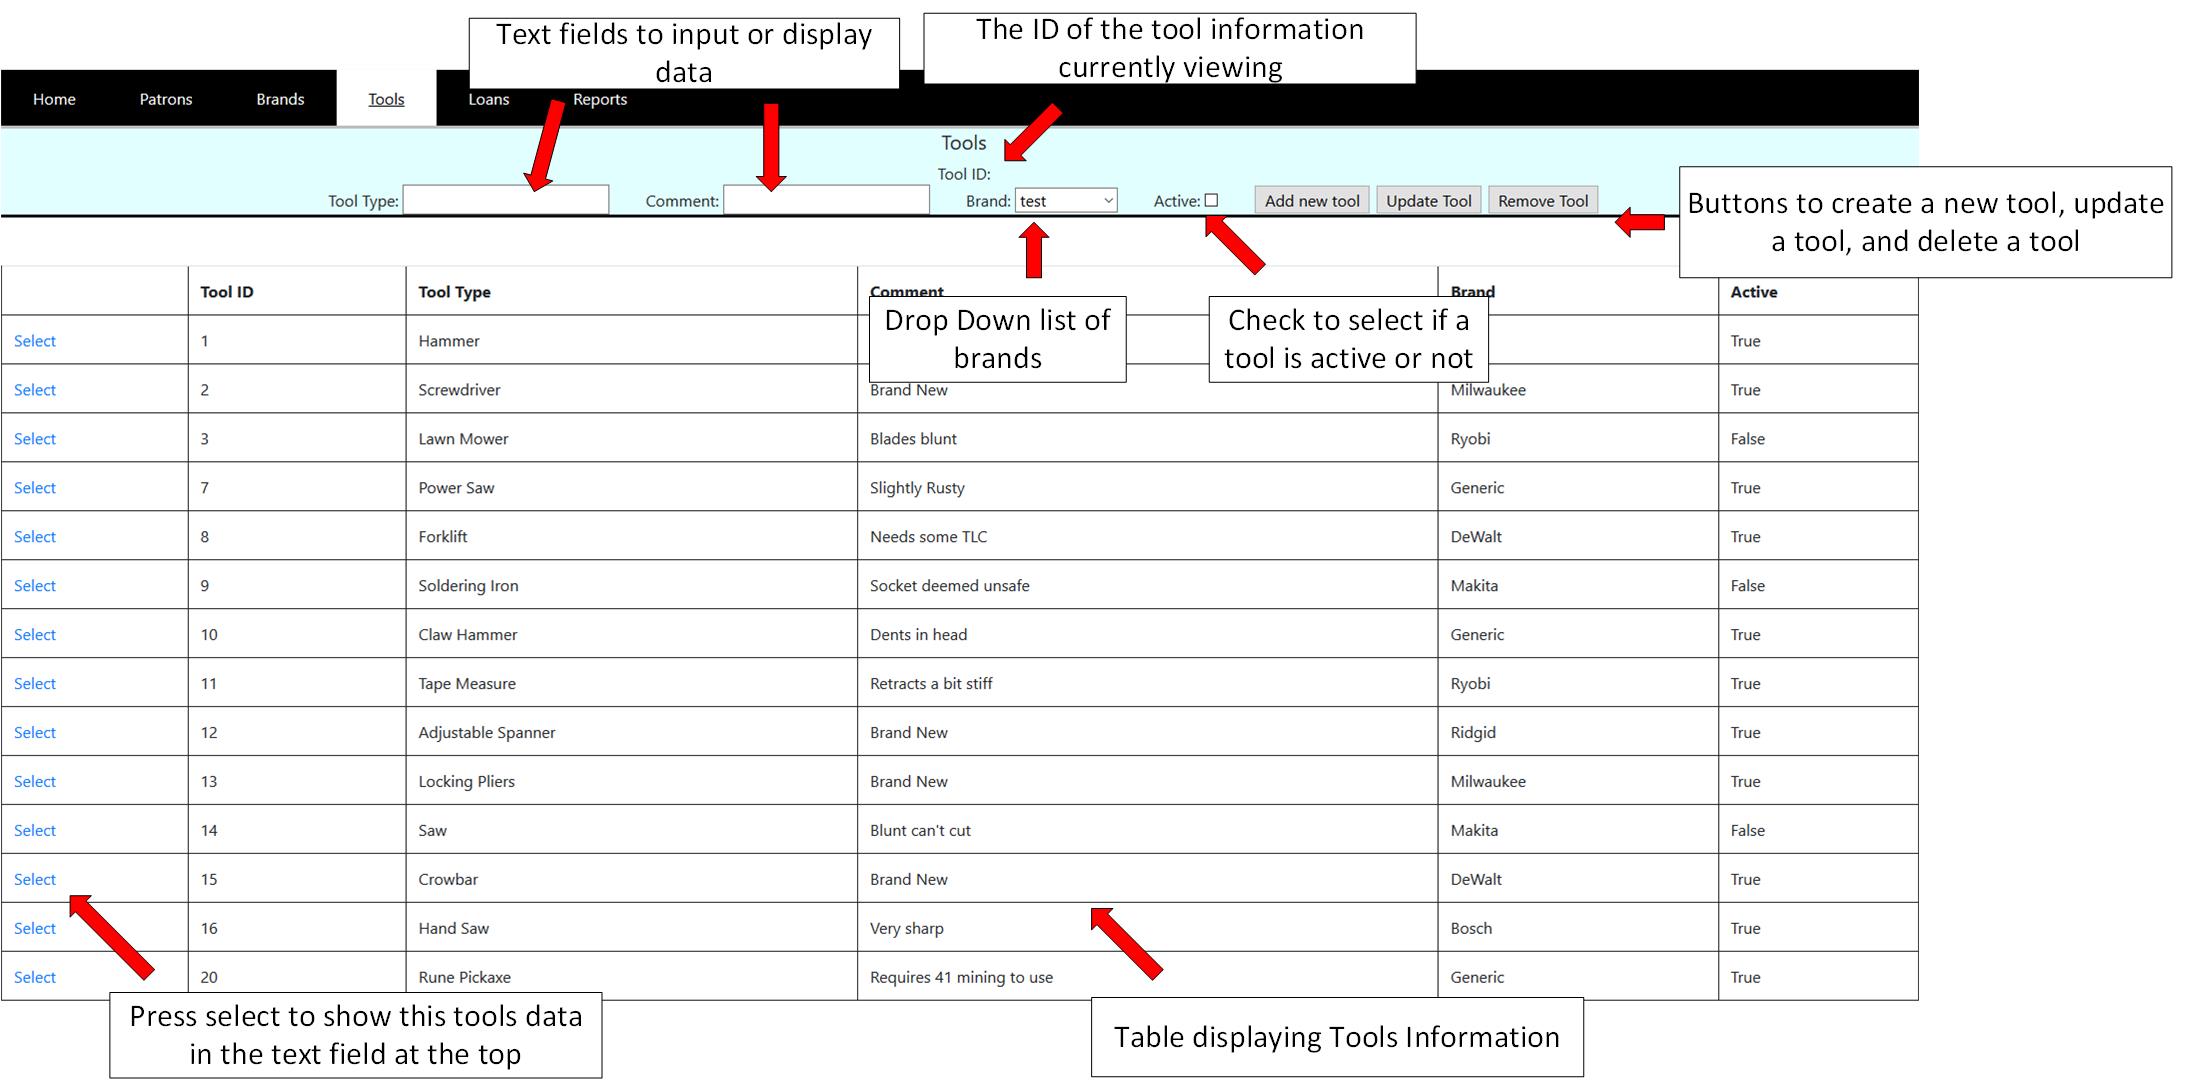 Text fields to input or display
data
The ID of the tool information
currently viewing
Home Patrons Brands Tools Loans Reports
Tools
Tool ID:
Tool Type: Comment: Brand: test Active: Add new tool Update Tool Remove Tool
Buttons to create a new tool, update
a tool, and delete a tool
Tool ID Tool Type Comment Brand Active
Drop Down list of
brands
Check to select if a
tool is active or not
Select 1 Hammer True
Select 2 Screwdriver Brand New Milwaukee True
Select 3 Lawn Mower Blades blunt Ryobi False
Select 7 Power Saw Slightly Rusty Generic True
Select 8 Forklift Needs some TLC DeWalt True
Select 9 Soldering Iron Socket deemed unsafe Makita False
Select 10 Claw Hammer Dents in head Generic True
Select 11 Tape Measure Retracts a bit stiff Ryobi True
Select 12 Adjustable Spanner Brand New Ridgid True
Select 13 Locking Pliers Brand New Milwaukee True
Select 14 Saw Blunt can't cut Makita False
Select 15 Crowbar Brand New DeWalt True
Select 16 Hand Saw Very sharp Bosch True
Select 20 Rune Pickaxe Requires 41 mining to use Generic True
Press select to show this tools data
in the text field at the top
Table displaying Tools Information